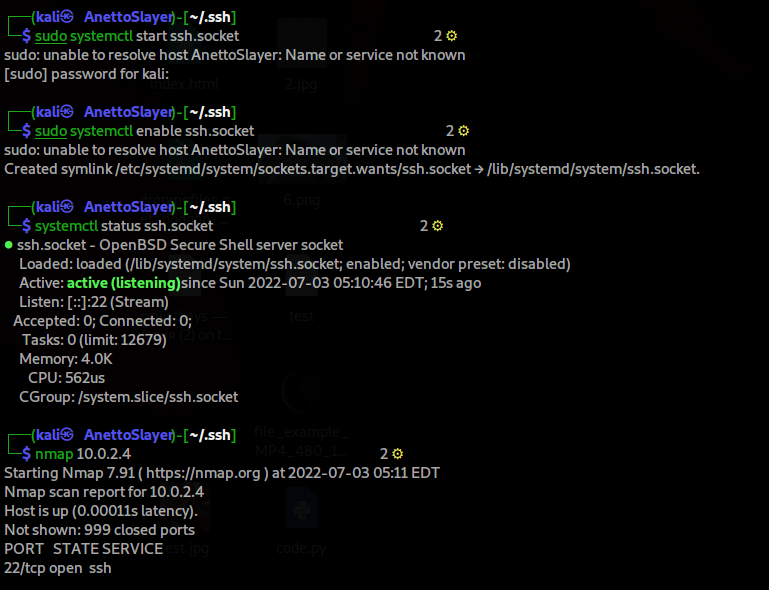 ┌──(kali㉿ AnettoSlayer)-[~/.ssh]
└─$ sudo systemctl start ssh.socket 2 ⚙
sudo: unable to resolve host AnettoSlayer: Name or service not known
[sudo] password for kali:
index.html 2.jpg
┌──(kali㉿ AnettoSlayer)-[~/.ssh]
└─$ sudo systemctl enable ssh.socket 2 ⚙
sudo: unable to resolve host AnettoSlayer: Name or service not known
Created symlink /etc/systemd/system/sockets.target.wants/ssh.socket → /lib/systemd/system/ssh.socket.
6.png
┌──(kali㉿ AnettoSlayer)-[~/.ssh]
└─$ systemctl status ssh.socket 2 ⚙
● ssh.socket - OpenBSD Secure Shell server socket
Loaded: loaded (/lib/systemd/system/ssh.socket; enabled; vendor preset: disabled)
Active: active (listening)since Sun 2022-07-03 05:10:46 EDT; 15s ago
Listen: [::]:22 (Stream)
Accepted: 0; Connected: 0;
test
Tasks: 0 (limit: 12679)
Memory: 4.0K
CPU: 562us
CGroup: /system.slice/ssh.socket
┌──(kali㉿ AnettoSlayer)-[~/.ssh]
file_example_
└─$ nmap 10.0.2.4 2 ⚙
MP4_480_1...
Starting Nmap 7.91 ( https://nmap.org ) at 2022-07-03 05:11 EDT
Nmap scan report for 10.0.2.4
Host is up (0.00011s latency).
Not shown: 999 closed ports
PORT STATE SERVICE
code.py
22/tcp open ssh